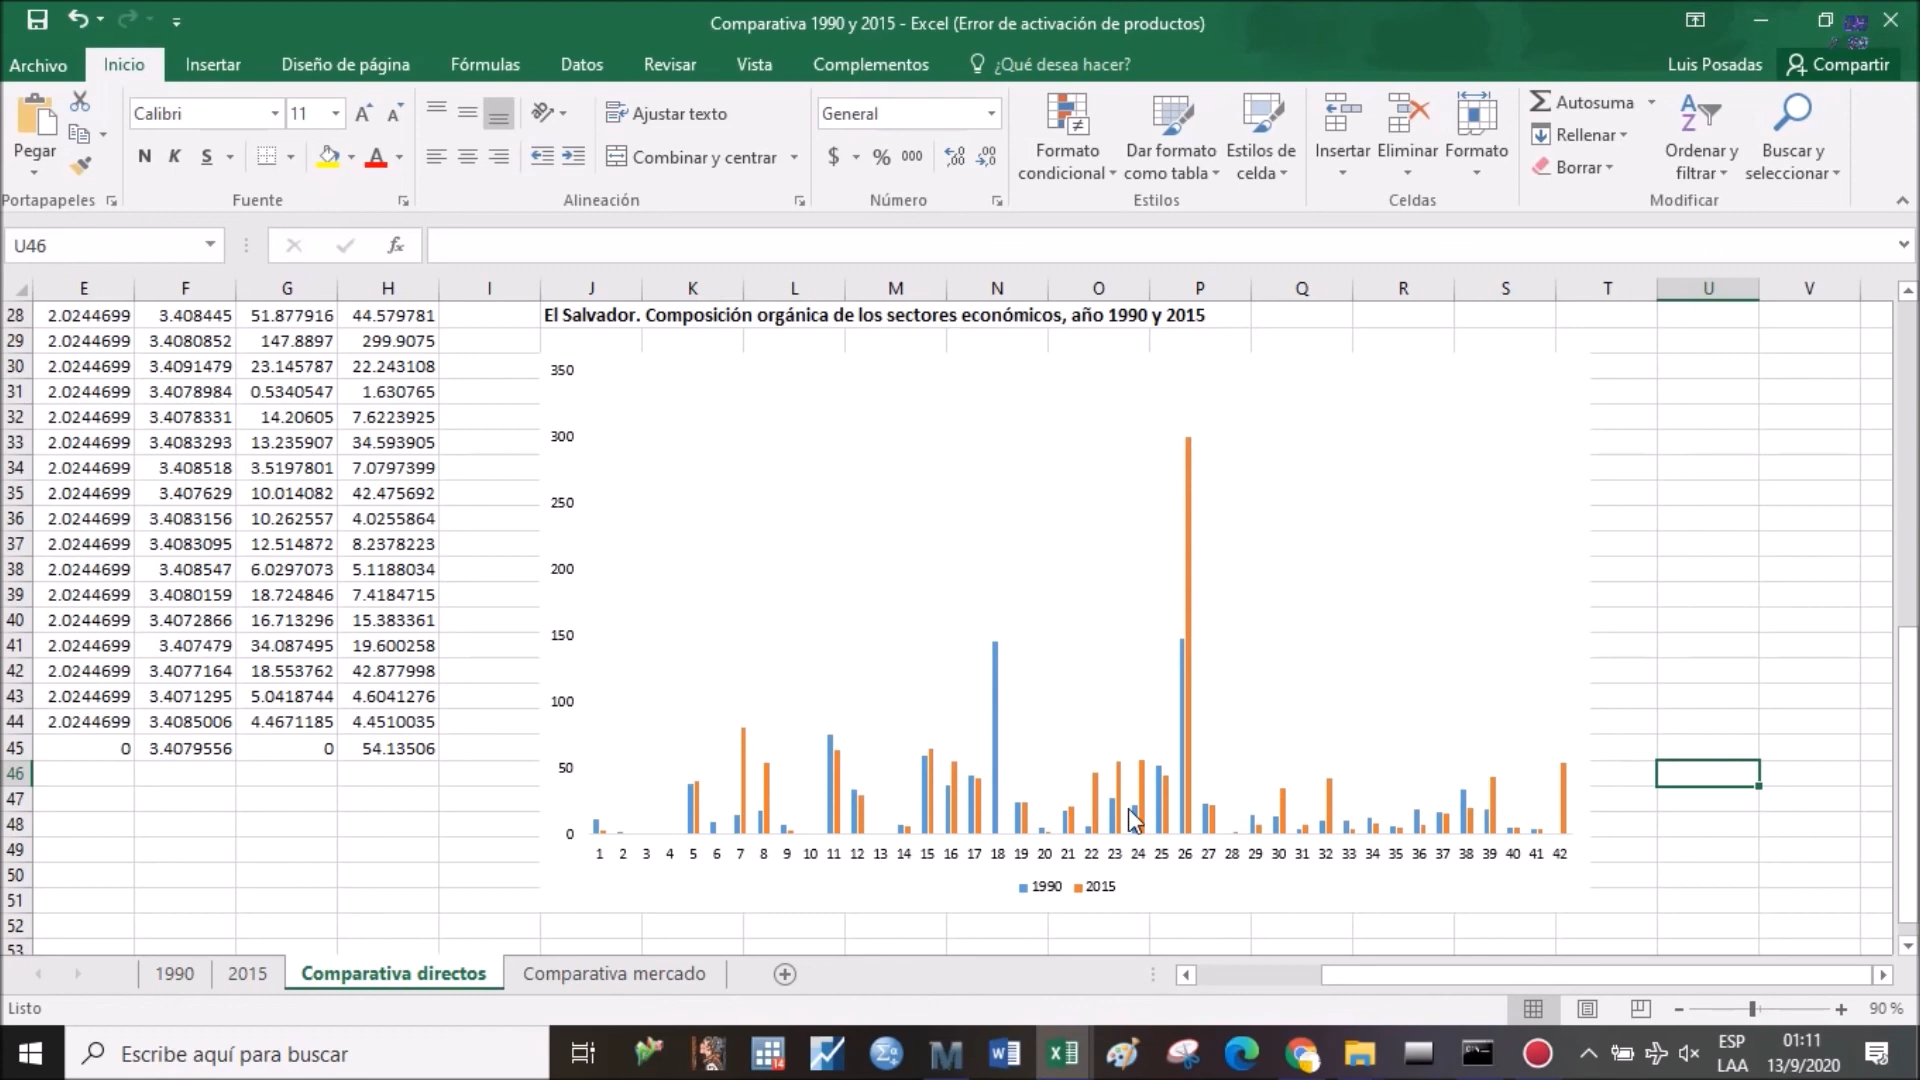 Comparativa 1990 y 2015 - Excel (Error de activación de productos)
Archivo Inicio Insertar Diseño de página Fórmulas Datos Revisar Vista Complementos ¿Qué desea hacer? Luis Posadas Compartir
Pegar
Portapapeles
Calibri 11
N K S
Fuente
Ajustar texto
Combinar y centrar
Alineación
General
$ % 000
Número
Formato condicional
Dar formato como tabla
Estilos de celda
Estilos
Insertar Eliminar Formato
Celdas
Autosuma
Rellenar
Borrar
Ordenar y filtrar
Buscar y seleccionar
Modificar
U46 fx
E F G H I J K L M N O P Q R S T U V
28 2.0244699 3.408445 51.877916 44.579781
29 2.0244699 3.4080852 147.8897 299.9075
30 2.0244699 3.4091479 23.145787 22.243108
31 2.0244699 3.4078984 0.5340547 1.630765
32 2.0244699 3.4078331 14.20605 7.6223925
33 2.0244699 3.4083293 13.235907 34.593905
34 2.0244699 3.408518 3.5197801 7.0797399
35 2.0244699 3.407629 10.014082 42.475692
36 2.0244699 3.4083156 10.262557 4.0255864
37 2.0244699 3.4083095 12.514872 8.2378223
38 2.0244699 3.408547 6.0297073 5.1188034
39 2.0244699 3.4080159 18.724846 7.4184715
40 2.0244699 3.4072866 16.713296 15.383361
41 2.0244699 3.407479 34.087495 19.600258
42 2.0244699 3.4077164 18.553762 42.877998
43 2.0244699 3.4071295 5.0418744 4.6041276
44 2.0244699 3.4085006 4.4671185 4.4510035
45 0 3.4079556 0 54.13506
46
47
48
49
50
51
52
53
El Salvador. Composición orgánica de los sectores económicos, año 1990 y 2015
350
300
250
200
150
100
50
0
1 2 3 4 5 6 7 8 9 10 11 12 13 14 15 16 17 18 19 20 21 22 23 24 25 26 27 28 29 30 31 32 33 34 35 36 37 38 39 40 41 42
1990 2015
1990 2015 Comparativa directos Comparativa mercado
Listo 90 %
Escribe aquí para buscar
ESP
LAA
01:11
13/9/2020